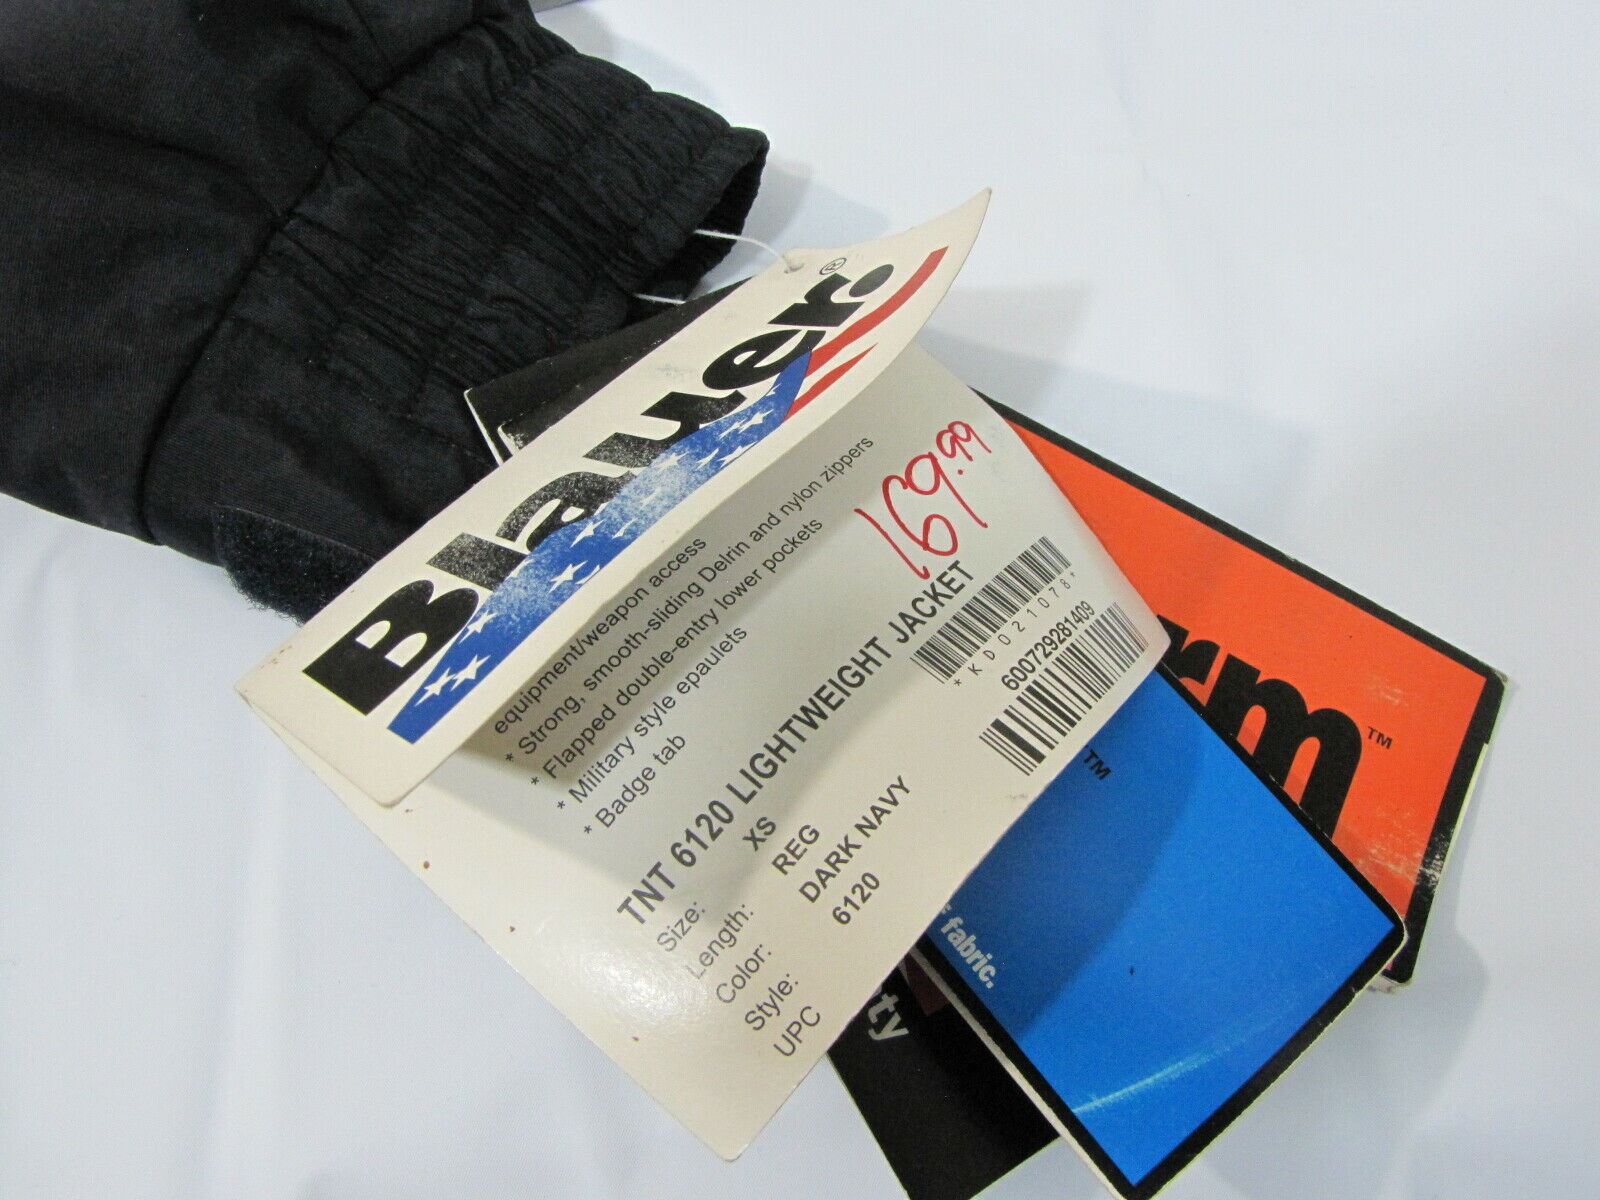 Blauer.®
equipment/weapon access
* Strong, smooth-sliding Delrin and nylon zippers
* Flapped double-entry lower pockets
* Military style epaulets
* Badge tab
169.99
TNT 6120 LIGHTWEIGHT JACKET
Size: XS
Length: REG
Color: DARK NAVY
Style: 6120
UPC
*KD021078*
600729281409
rm™
™
fabric.
ty